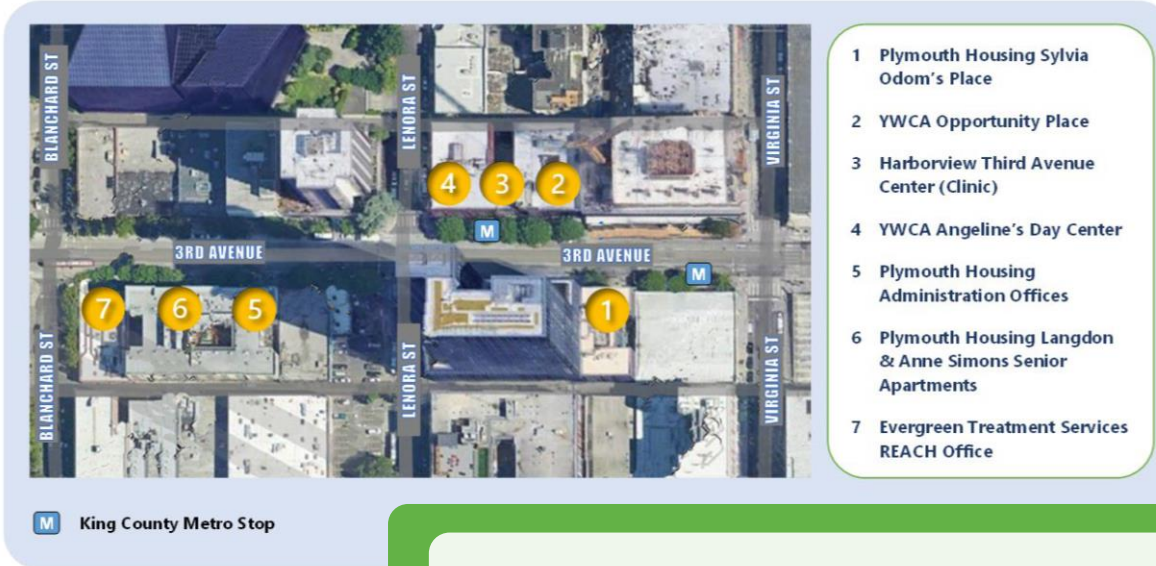 BLANCHARD ST
LENORA ST
VIRGINIA ST
4
3
2
M
3RD AVENUE
3RD AVENUE
M
7
6
5
1
BLANCHARD ST
LENORA ST
VIRGINIA ST
1 Plymouth Housing Sylvia
Odom's Place
2 YWCA Opportunity Place
3 Harborview Third Avenue
Center (Clinic)
4 YWCA Angeline's Day Center
5 Plymouth Housing
Administration Offices
6 Plymouth Housing Langdon
& Anne Simons Senior
Apartments
7 Evergreen Treatment Services
REACH Office
M King County Metro Stop